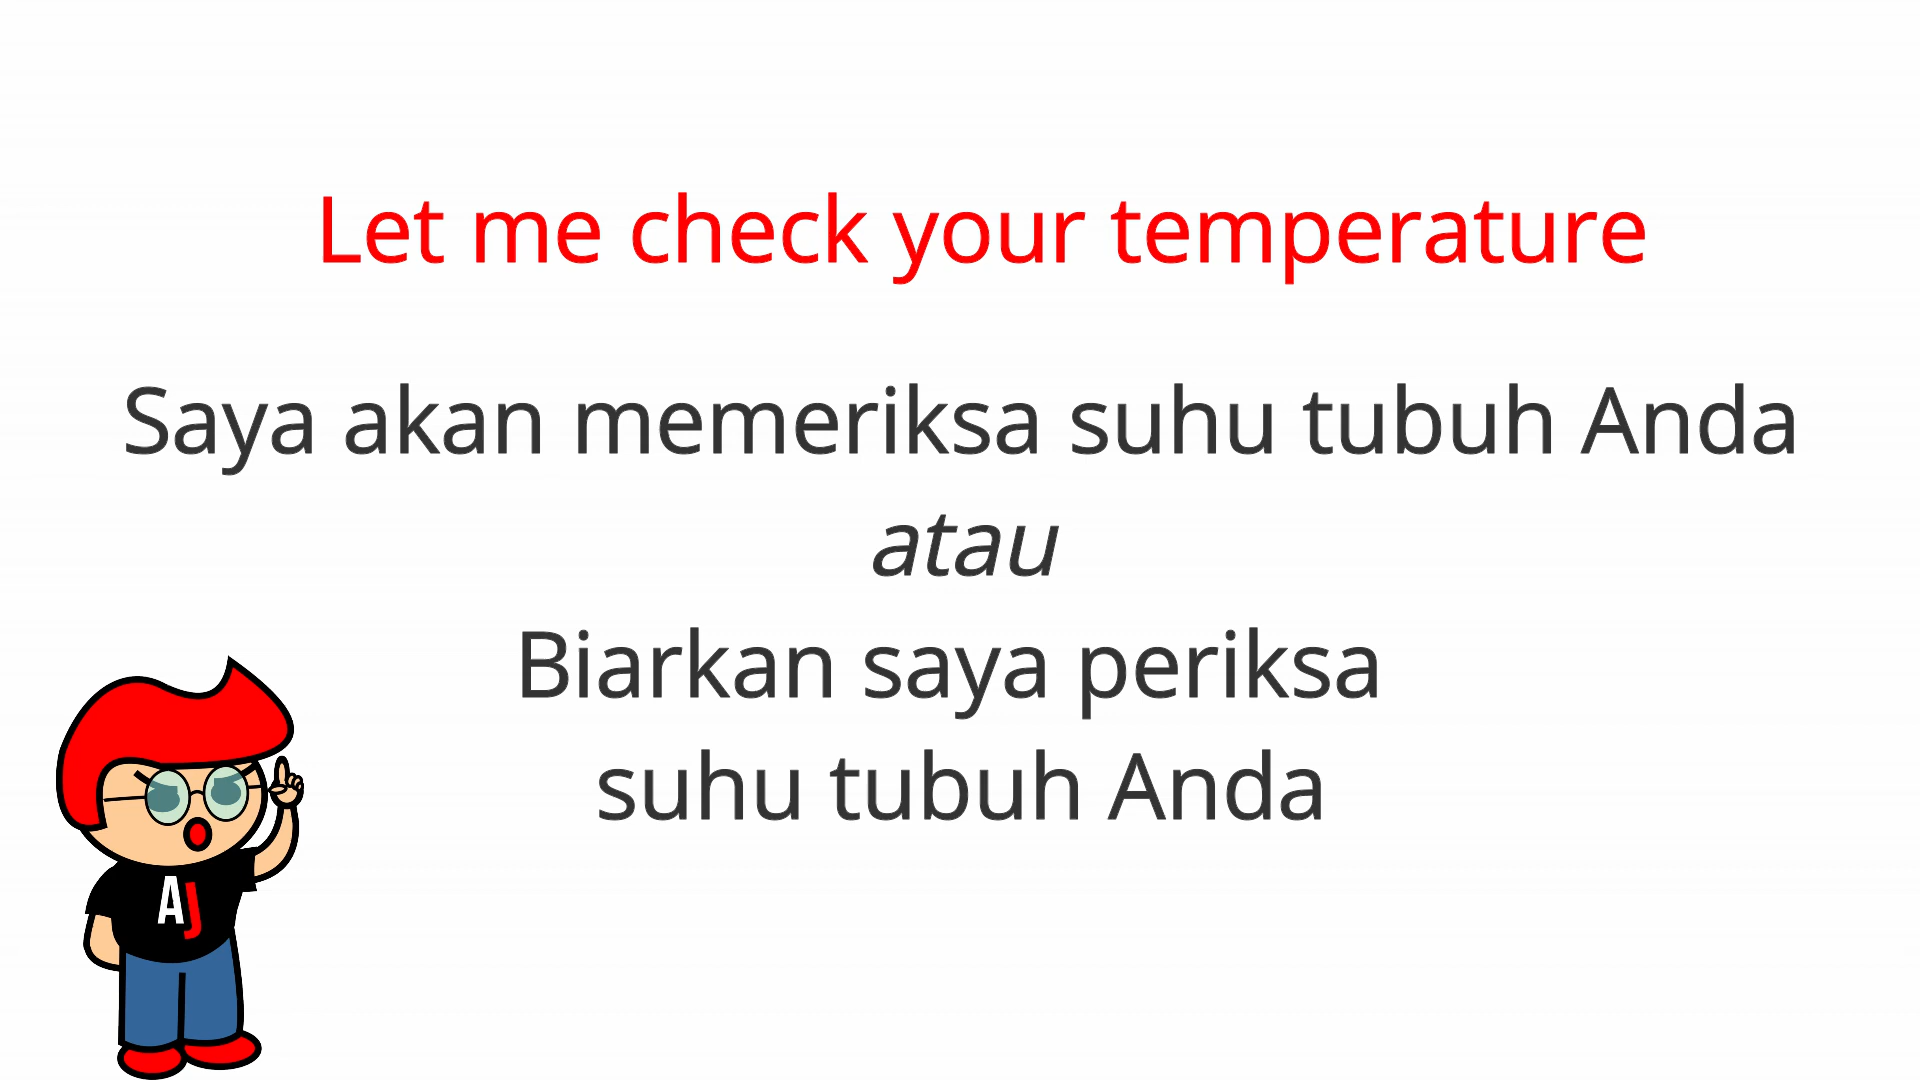 Let me check your temperature
Saya akan memeriksa suhu tubuh Anda
atau
Biarkan saya periksa
suhu tubuh Anda
AJ